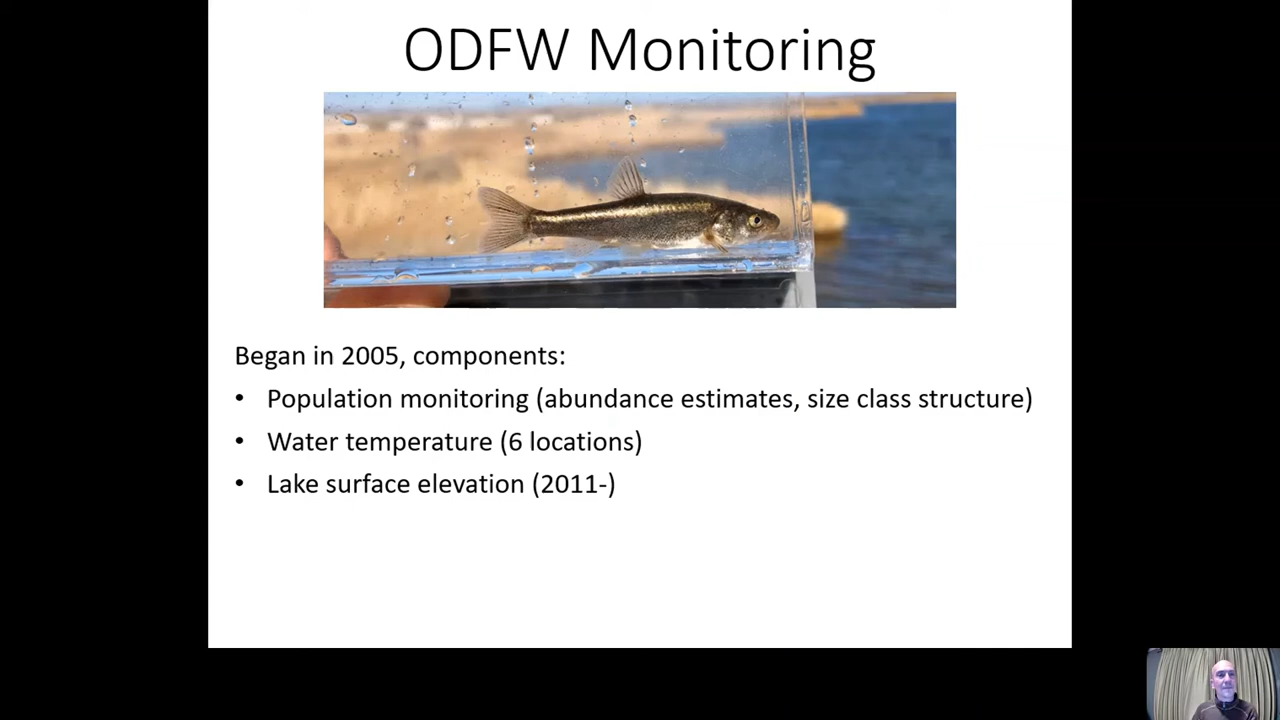 ODFW Monitoring
Began in 2005, components:
• Population monitoring (abundance estimates, size class structure)
• Water temperature (6 locations)
• Lake surface elevation (2011-)